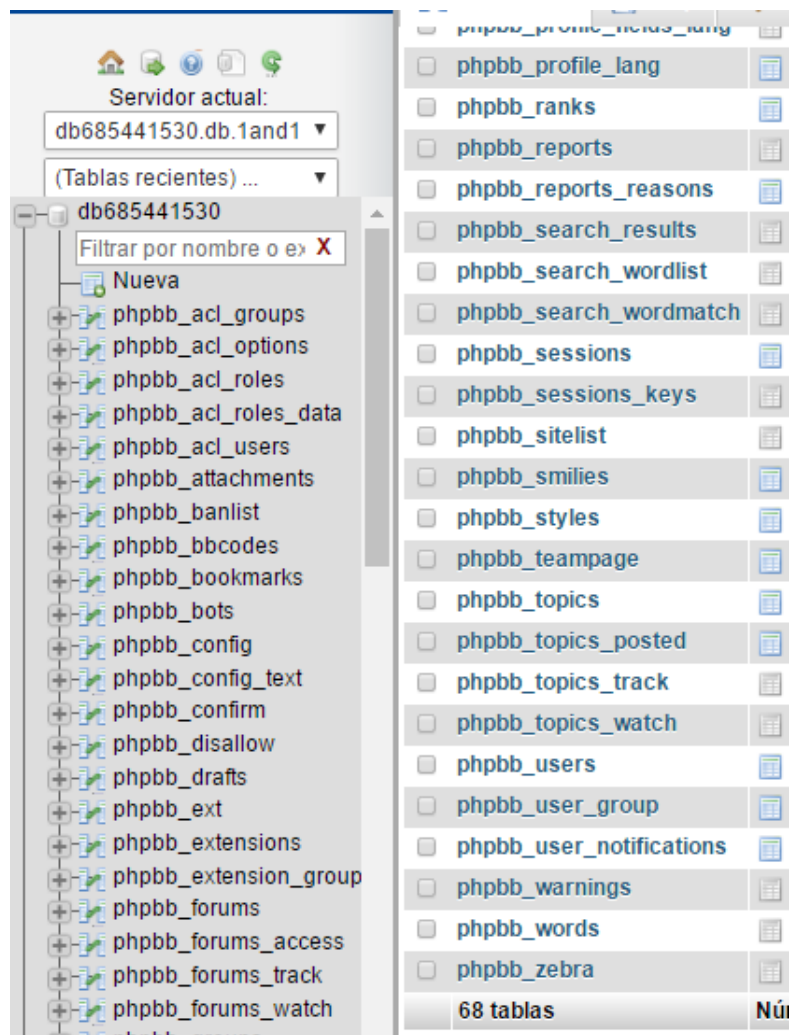 Servidor actual:
db685441530.db.1and1
(Tablas recientes) ...
db685441530
Filtrar por nombre o ex X
Nueva
phpbb_acl_groups
phpbb_acl_options
phpbb_acl_roles
phpbb_acl_roles_data
phpbb_acl_users
phpbb_attachments
phpbb_banlist
phpbb_bbcodes
phpbb_bookmarks
phpbb_bots
phpbb_config
phpbb_config_text
phpbb_confirm
phpbb_disallow
phpbb_drafts
phpbb_ext
phpbb_extensions
phpbb_extension_group
phpbb_forums
phpbb_forums_access
phpbb_forums_track
phpbb_forums_watch
phpbb_profile_fields_lang
phpbb_profile_lang
phpbb_ranks
phpbb_reports
phpbb_reports_reasons
phpbb_search_results
phpbb_search_wordlist
phpbb_search_wordmatch
phpbb_sessions
phpbb_sessions_keys
phpbb_sitelist
phpbb_smilies
phpbb_styles
phpbb_teampage
phpbb_topics
phpbb_topics_posted
phpbb_topics_track
phpbb_topics_watch
phpbb_users
phpbb_user_group
phpbb_user_notifications
phpbb_warnings
phpbb_words
phpbb_zebra
68 tablas Núr